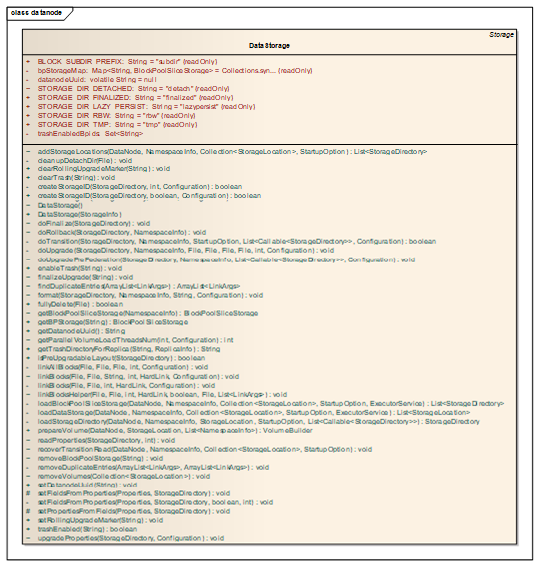 class datanode
Storage
DataStorage
+ BLOCK_SUBDIR_PREFIX: String = "subdir" {readOnly}
- bpStorageMap: Map<String, BlockPoolSliceStorage> = Collections.syn... {readOnly}
- datanodeUuid: volatile String = null
~ STORAGE_DIR_DETACHED: String = "detach" {readOnly}
+ STORAGE_DIR_FINALIZED: String = "finalized" {readOnly}
+ STORAGE_DIR_LAZY_PERSIST: String = "lazypersist" {readOnly}
+ STORAGE_DIR_RBW: String = "rbw" {readOnly}
+ STORAGE_DIR_TMP: String = "tmp" {readOnly}
- trashEnabledBpids: Set<String>
~ addStorageLocations(DataNode, NamespaceInfo, Collection<StorageLocation>, StartupOption) : List<StorageDirectory>
- cleanupDetachDir(File) : void
+ clearRollingUpgradeMarker(String) : void
+ clearTrash(String) : void
- createStorageID(StorageDirectory, int, Configuration) : boolean
+ createStorageID(StorageDirectory, boolean, Configuration) : boolean
~ DataStorage()
+ DataStorage(StorageInfo)
~ doFinalize(StorageDirectory) : void
~ doRollback(StorageDirectory, NamespaceInfo) : void
- doTransition(StorageDirectory, NamespaceInfo, StartupOption, List<Callable<StorageDirectory>>, Configuration) : boolean
~ doUpgrade(StorageDirectory, NamespaceInfo, File, File, File, int, Configuration) : void
~ doUpgradePreFederation(StorageDirectory, NamespaceInfo, List<Callable<StorageDirectory>>, Configuration) : void
+ enableTrash(String) : void
~ finalizeUpgrade(String) : void
~ findDuplicateEntries(ArrayList<LinkArgs>) : ArrayList<LinkArgs>
~ format(StorageDirectory, NamespaceInfo, String, Configuration) : void
+ fullyDelete(File) : boolean
~ getBlockPoolSliceStorage(NamespaceInfo) : BlockPoolSliceStorage
+ getBPStorage(String) : BlockPoolSliceStorage
+ getDatanodeUuid() : String
~ getParallelVolumeLoadThreadsNum(int, Configuration) : int
+ getTrashDirectoryForReplica(String, ReplicaInfo) : String
+ isPreUpgradableLayout(StorageDirectory) : boolean
- linkAllBlocks(File, File, File, int, Configuration) : void
~ linkBlocks(File, File, String, int, HardLink, Configuration) : void
~ linkBlocks(File, File, int, HardLink, Configuration) : void
~ linkBlocksHelper(File, File, int, HardLink, boolean, File, List<LinkArgs>) : void
- loadBlockPoolSliceStorage(DataNode, NamespaceInfo, Collection<StorageLocation>, StartupOption, ExecutorService) : List<StorageDirectory>
- loadDataStorage(DataNode, NamespaceInfo, Collection<StorageLocation>, StartupOption, ExecutorService) : List<StorageLocation>
- loadStorageDirectory(DataNode, NamespaceInfo, StorageLocation, StartupOption, List<Callable<StorageDirectory>>) : StorageDirectory
+ prepareVolume(DataNode, StorageLocation, List<NamespaceInfo>) : VolumeBuilder
~ readProperties(StorageDirectory, int) : void
~ recoverTransitionRead(DataNode, NamespaceInfo, Collection<StorageLocation>, StartupOption) : void
~ removeBlockPoolStorage(String) : void
- removeDuplicateEntries(ArrayList<LinkArgs>, ArrayList<LinkArgs>) : void
~ removeVolumes(Collection<StorageLocation>) : void
+ setDatanodeUuid(String) : void
# setFieldsFromProperties(Properties, StorageDirectory) : void
- setFieldsFromProperties(Properties, StorageDirectory, boolean, int) : void
# setPropertiesFromFields(Properties, StorageDirectory) : void
+ setRollingUpgradeMarker(String) : void
+ trashEnabled(String) : boolean
~ upgradeProperties(StorageDirectory, Configuration) : void